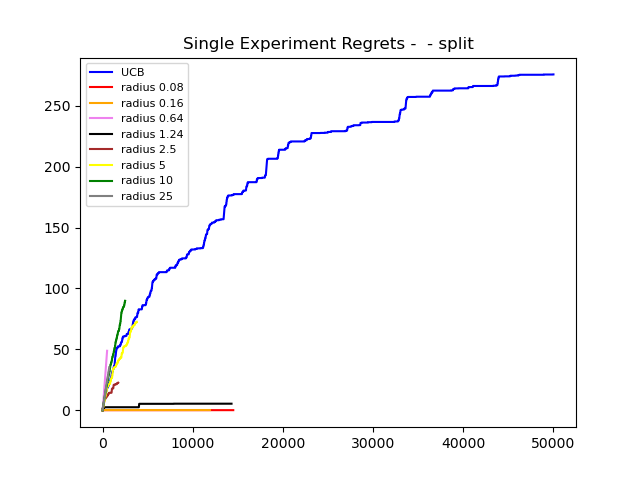 Single Experiment Regrets -  - split
UCB
radius 0.08
radius 0.16
radius 0.64
radius 1.24
radius 2.5
radius 5
radius 10
radius 25
250
200
150
100
50
0
0 10000 20000 30000 40000 50000